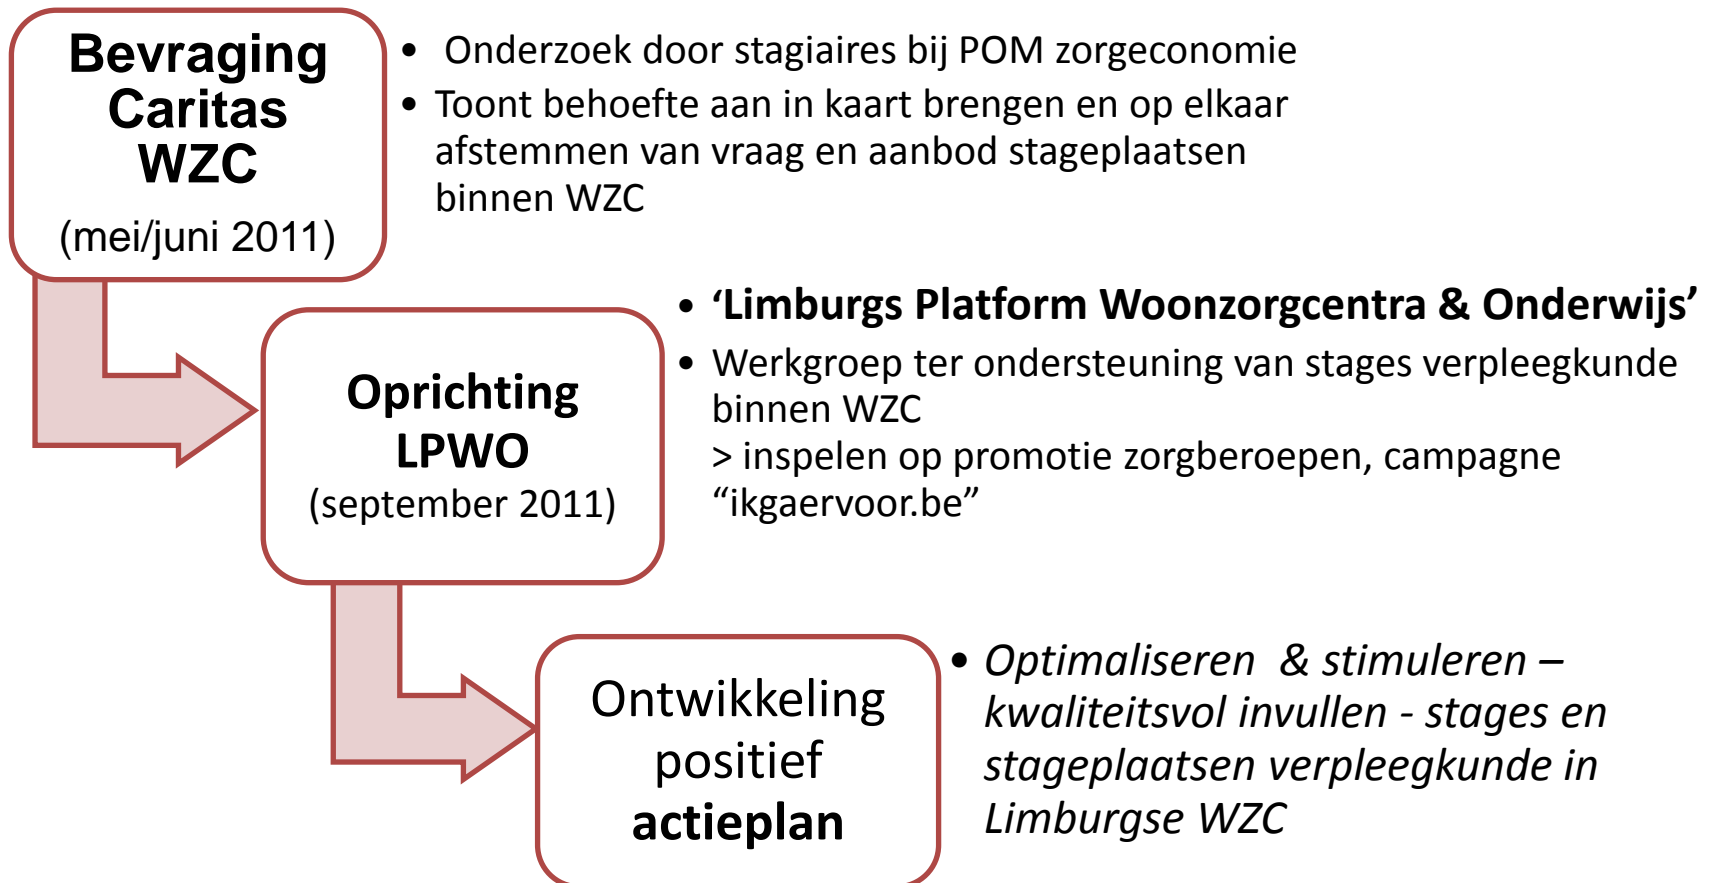 Bevraging
Caritas
WZC
(mei/juni 2011)
• Onderzoek door stagiaires bij POM zorgeconomie
• Toont behoefte aan in kaart brengen en op elkaar
afstemmen van vraag en aanbod stageplaatsen
binnen WZC
Oprichting
LPWO
(september 2011)
• ‘Limburgs Platform Woonzorgcentra & Onderwijs’
• Werkgroep ter ondersteuning van stages verpleegkunde
binnen WZC
> inspelen op promotie zorgberoepen, campagne
“ikgaervoor.be”
Ontwikkeling
positief
actieplan
• Optimaliseren & stimuleren –
kwaliteitsvol invullen - stages en
stageplaatsen verpleegkunde in
Limburgse WZC